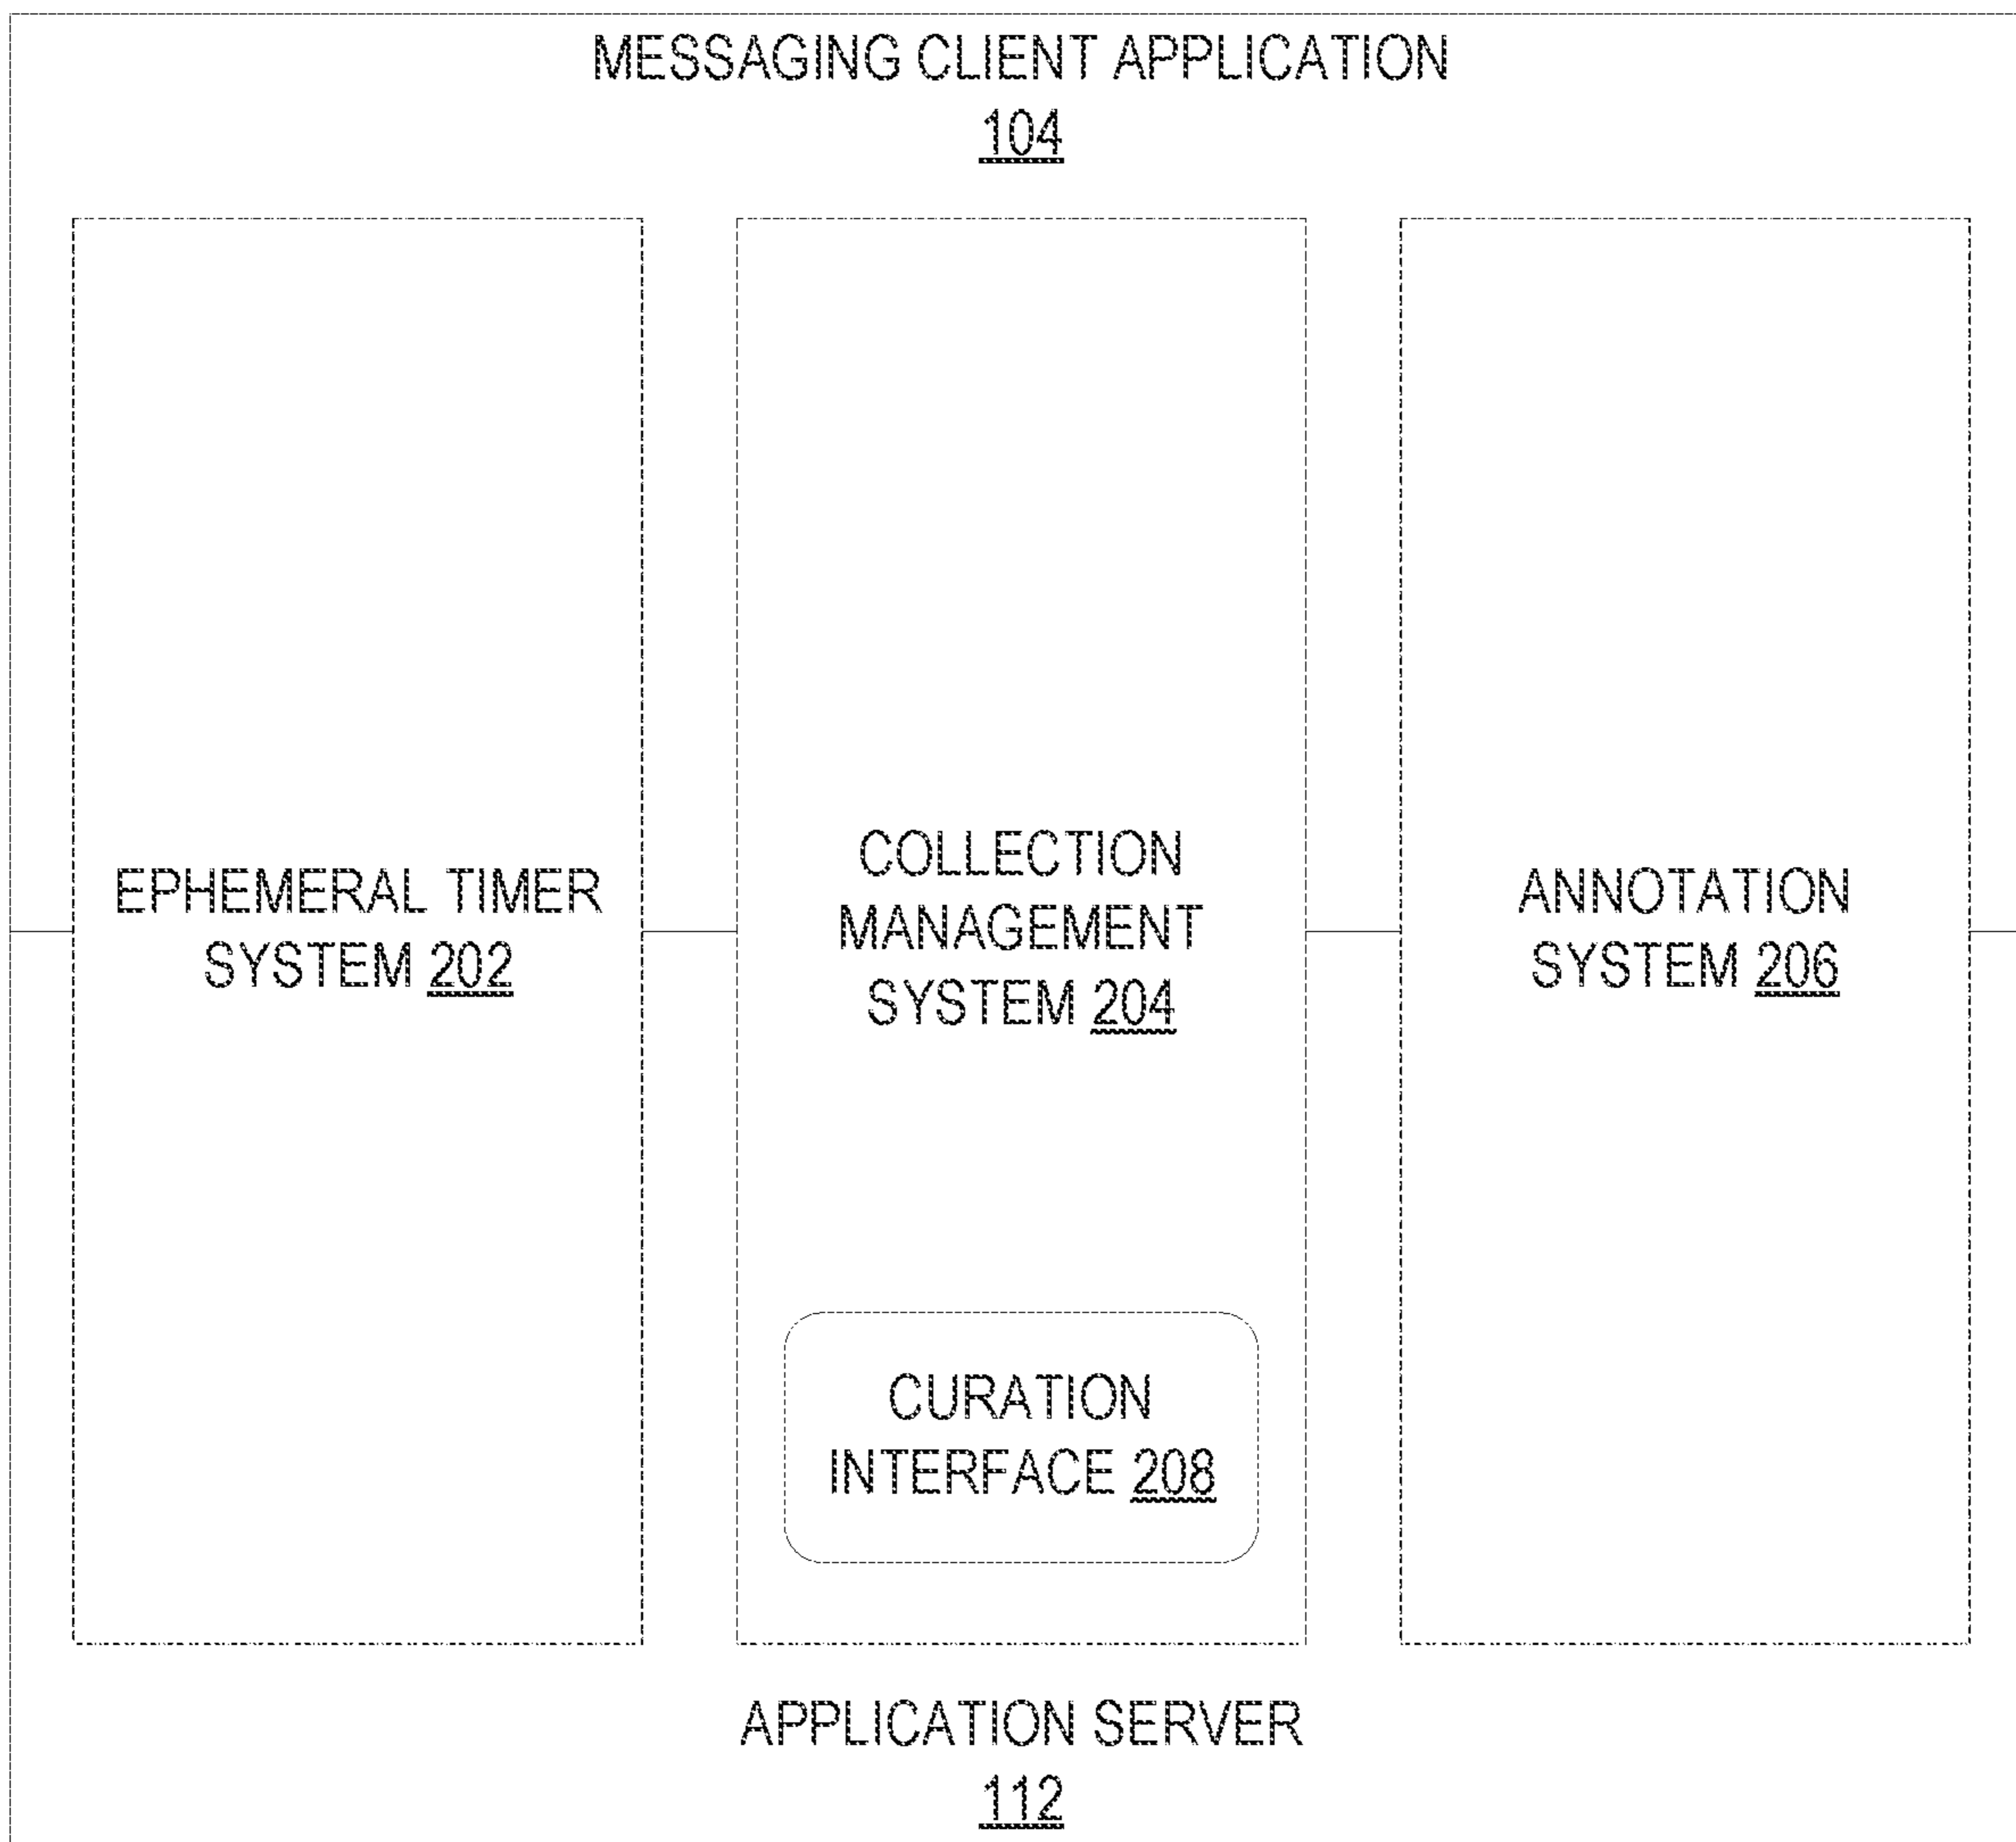 MESSAGING CLIENT APPLICATION
104
EPHEMERAL TIMER
SYSTEM 202
COLLECTION
MANAGEMENT
SYSTEM 204
ANNOTATION
SYSTEM 206
CURATION
INTERFACE 208
APPLICATION SERVER
112